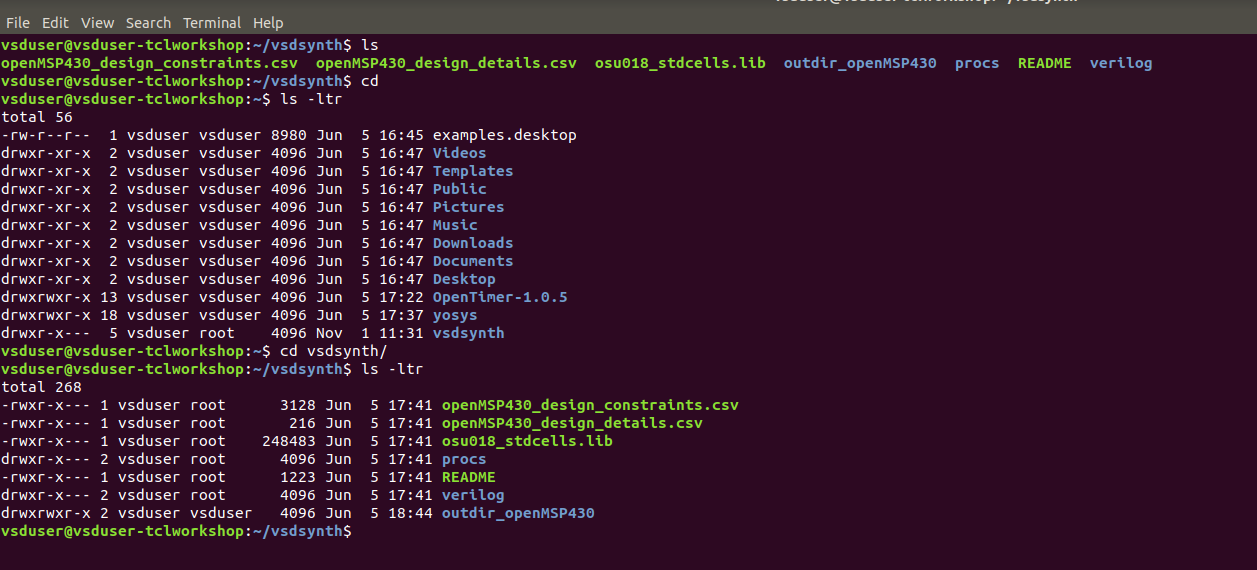 File Edit View Search Terminal Help
vsduser@vsduser-tclworkshop:~/vsdsynth$ ls
openMSP430_design_constraints.csv openMSP430_design_details.csv osu018_stdcells.lib outdir_openMSP430 procs README verilog
vsduser@vsduser-tclworkshop:~/vsdsynth$ cd
vsduser@vsduser-tclworkshop:~$ ls -ltr
total 56
-rw-r--r-- 1 vsduser vsduser 8980 Jun 5 16:45 examples.desktop
drwxr-xr-x 2 vsduser vsduser 4096 Jun 5 16:47 Videos
drwxr-xr-x 2 vsduser vsduser 4096 Jun 5 16:47 Templates
drwxr-xr-x 2 vsduser vsduser 4096 Jun 5 16:47 Public
drwxr-xr-x 2 vsduser vsduser 4096 Jun 5 16:47 Pictures
drwxr-xr-x 2 vsduser vsduser 4096 Jun 5 16:47 Music
drwxr-xr-x 2 vsduser vsduser 4096 Jun 5 16:47 Downloads
drwxr-xr-x 2 vsduser vsduser 4096 Jun 5 16:47 Documents
drwxr-xr-x 2 vsduser vsduser 4096 Jun 5 16:47 Desktop
drwxrwxr-x 13 vsduser vsduser 4096 Jun 5 17:22 OpenTimer-1.0.5
drwxrwxr-x 18 vsduser vsduser 4096 Jun 5 17:37 yosys
drwxr-x--- 5 vsduser root 4096 Nov 1 11:31 vsdsynth
vsduser@vsduser-tclworkshop:~$ cd vsdsynth/
vsduser@vsduser-tclworkshop:~/vsdsynth$ ls -ltr
total 268
-rwxr-x--- 1 vsduser root 3128 Jun 5 17:41 openMSP430_design_constraints.csv
-rwxr-x--- 1 vsduser root 216 Jun 5 17:41 openMSP430_design_details.csv
-rwxr-x--- 1 vsduser root 248483 Jun 5 17:41 osu018_stdcells.lib
drwxr-x--- 2 vsduser root 4096 Jun 5 17:41 procs
-rwxr-x--- 1 vsduser root 1223 Jun 5 17:41 README
drwxr-x--- 2 vsduser root 4096 Jun 5 17:41 verilog
drwxrwxr-x 2 vsduser vsduser 4096 Jun 5 18:44 outdir_openMSP430
vsduser@vsduser-tclworkshop:~/vsdsynth$